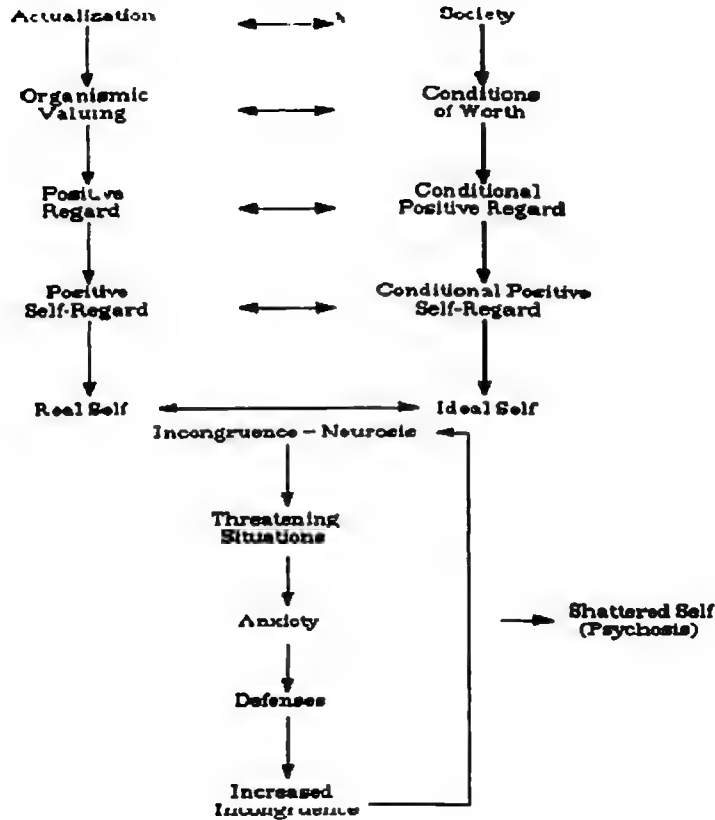 Actualization
Society
Organismic
Valuing
Conditions
of Worth
Positive
Regard
Conditional
Positive Regard
Positive
Self-Regard
Conditional Positive
Self-Regard
Real Self
Ideal Self
Incongruence – Neurosis
Threatening
Situations
Anxiety
Shattered Self
(Psychosis)
Defenses
Increased
Incongruence